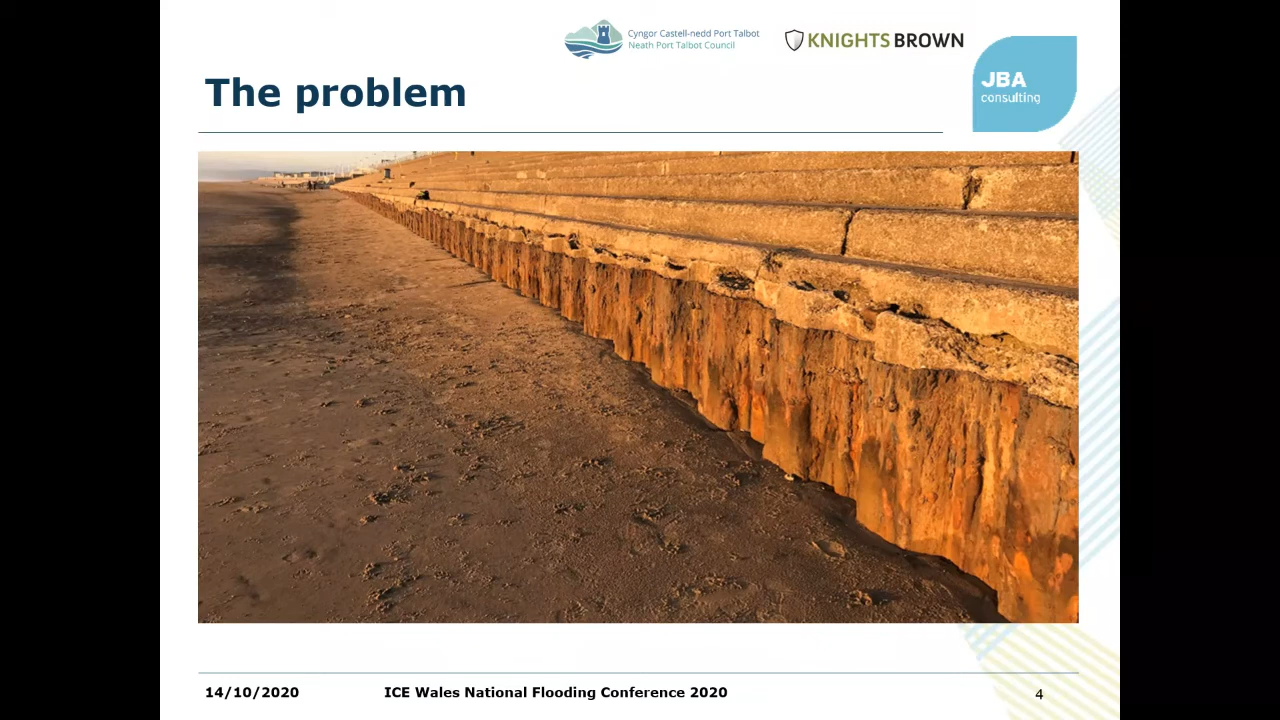 Cyngor Castell-nedd Port Talbot
Neath Port Talbot Council
KNIGHTS BROWN
JBA
consulting
The problem
14/10/2020
ICE Wales National Flooding Conference 2020
4